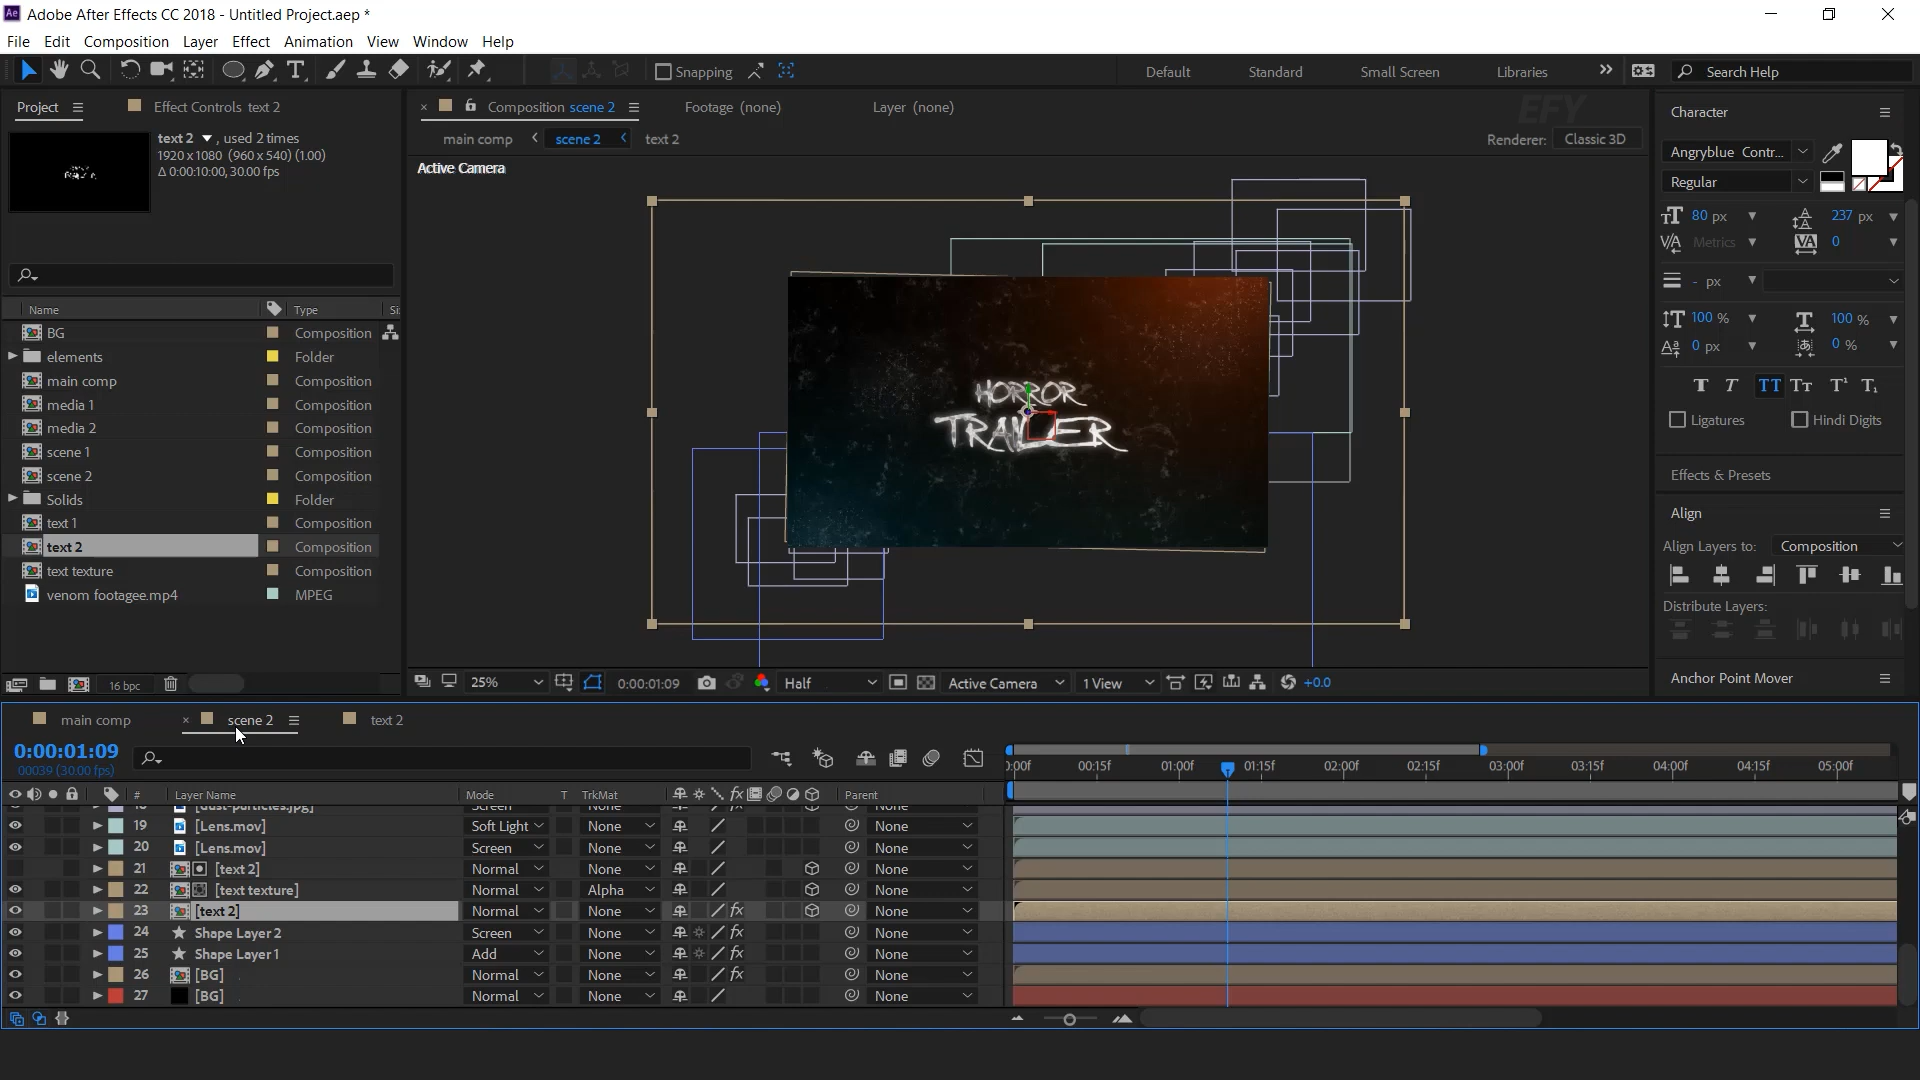 Adobe After Effects CC 2018 - Untitled Project.aep *
File Edit Composition Layer Effect Animation View Window Help
Snapping
Default Standard Small Screen Libraries Search Help
Project Effect Controls text 2
text 2 , used 2 times
1920 x 1080 (960 x 540) (1.00)
Δ 0:00:10:00, 30.00 fps
Name Type Si
BG Composition
elements Folder
main comp Composition
media 1 Composition
media 2 Composition
scene 1 Composition
scene 2 Composition
Solids Folder
text 1 Composition
text 2 Composition
text texture Composition
venom footagee.mp4 MPEG
16 bpc
Composition scene 2 Footage (none) Layer (none)
EFY
main comp scene 2 text 2
Renderer: Classic 3D
Active Camera
HORROR
TRAILER
25% 0:00:01:09 Half Active Camera 1 View +0.0
Character
Angryblue Contr...
Regular
80 px 237 px
Metrics 0
- px
100 % 100 %
0 px 0 %
Ligatures Hindi Digits
Effects & Presets
Align
Align Layers to: Composition
Distribute Layers:
Anchor Point Mover
main comp scene 2 text 2
0:00:01:09
00039 (30.00 fps)
00:15f 01:00f 01:15f 02:00f 02:15f 03:00f 03:15f 04:00f 04:15f 05:00f
# Layer Name Mode T TrkMat Parent
19 [Lens.mov] Soft Light None None
20 [Lens.mov] Screen None None
21 [text 2] Normal None None
22 [text texture] Normal Alpha None
23 [text 2] Normal None None
24 Shape Layer 2 Screen None None
25 Shape Layer 1 Add None None
26 [BG] Normal None None
27 [BG] Normal None None